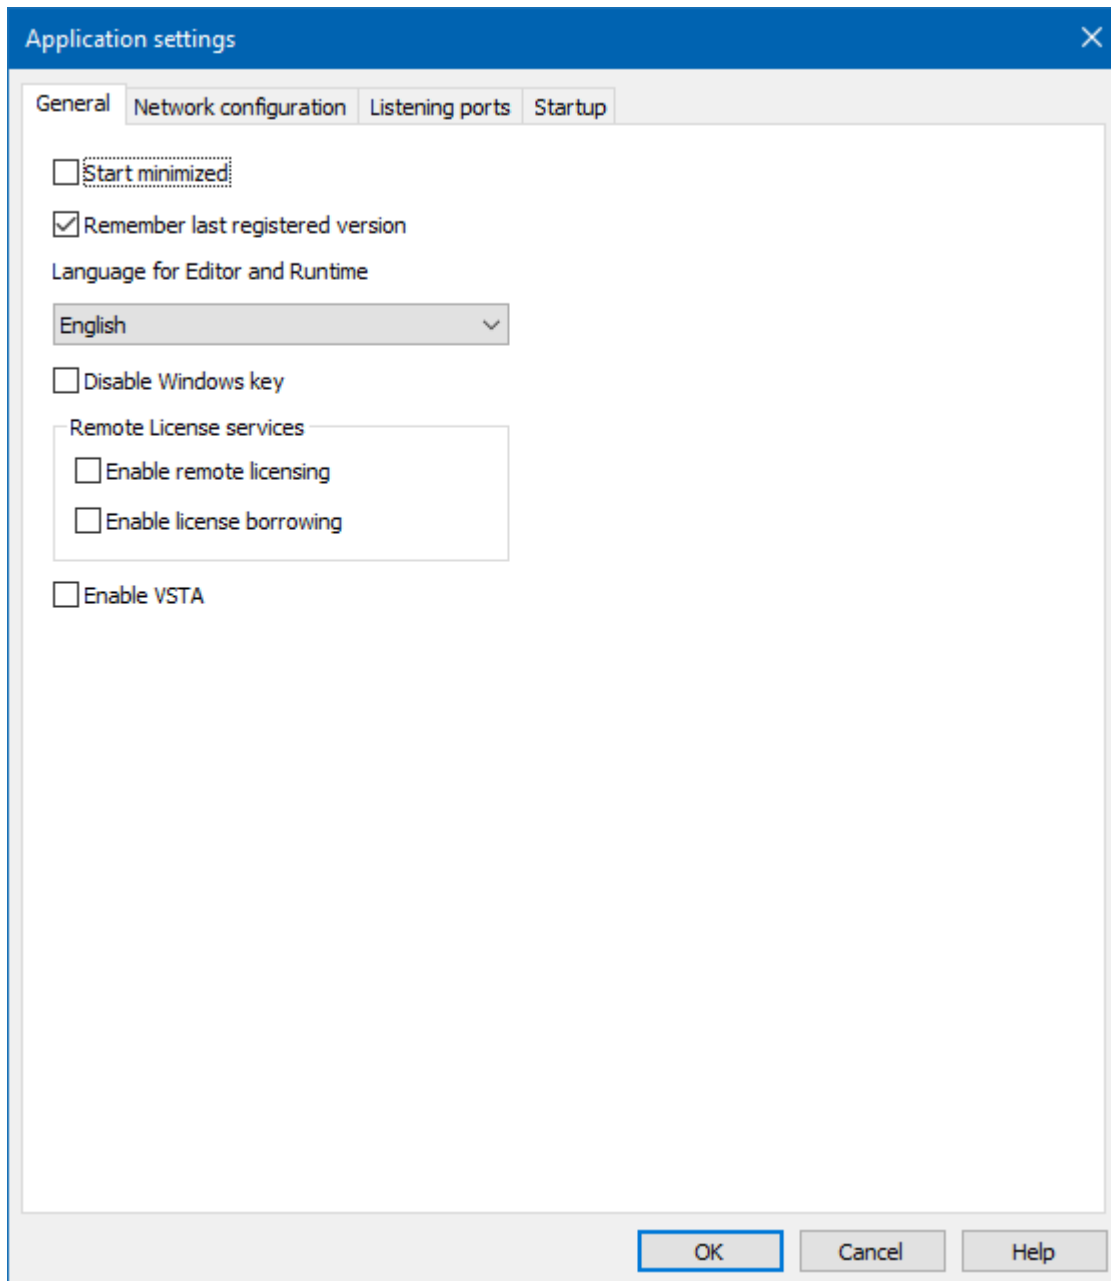 Application settings
General Network configuration Listening ports Startup
Start minimized
Remember last registered version
Language for Editor and Runtime
English
Disable Windows key
Remote License services
Enable remote licensing
Enable license borrowing
Enable VSTA
OK Cancel Help